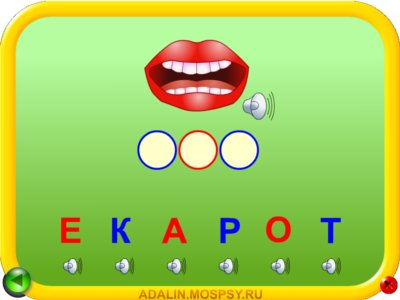 Е К А Р О Т
ADALIN.MOSPSY.RU